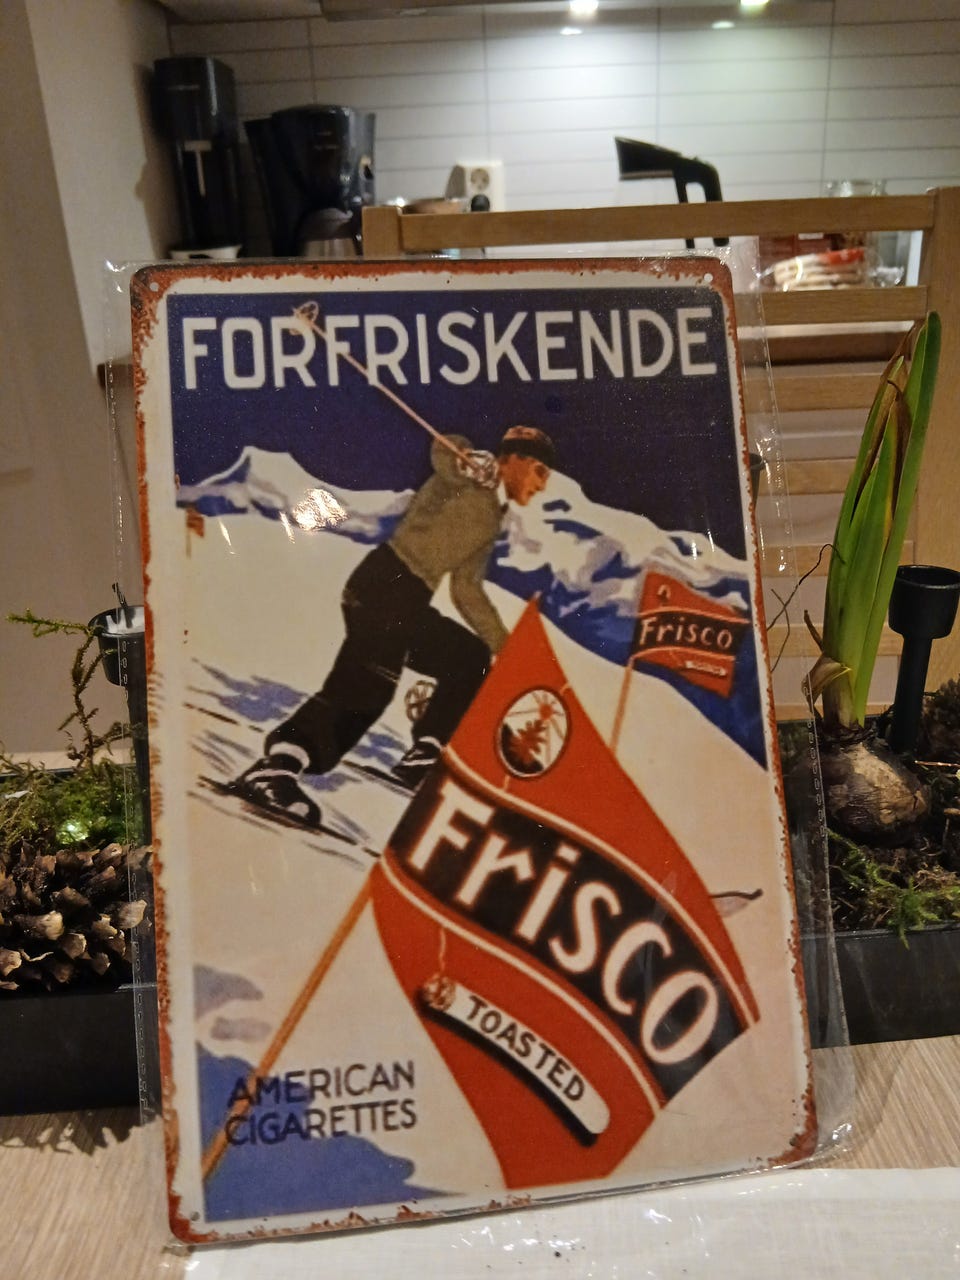 FORFRISKENDE
Frisco
Frisco
TOASTED
AMERICAN
CIGARETTES